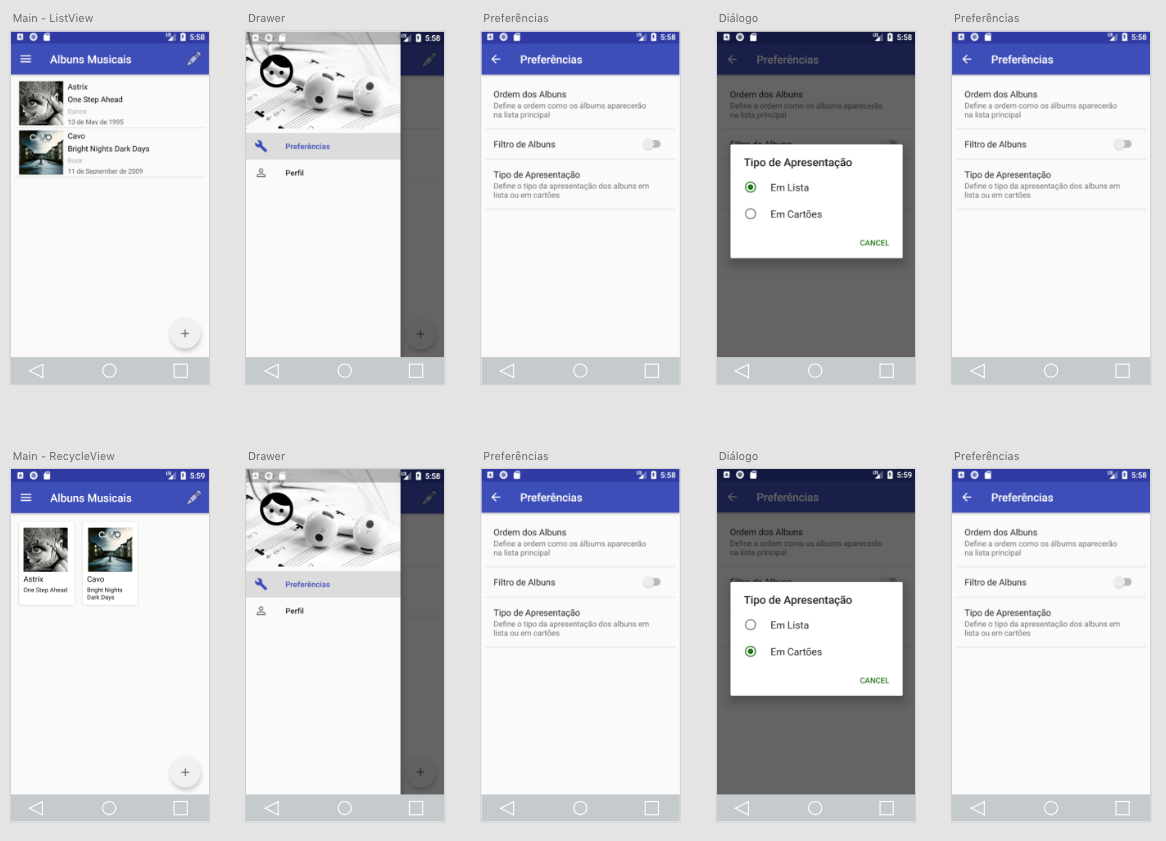 Main - ListView
5:58
Albuns Musicais
Astrix
One Step Ahead
Dance
13 de May de 1995
CAVO
Cavo
Bright Nights Dark Days
Rock
11 de September de 2009
+
Drawer
5:58
Preferências
Perfil
+
Preferências
5:58
Preferências
Ordem dos Albuns
Define a ordem como os álbums aparecerão
na lista principal
Filtro de Albuns
Tipo de Apresentação
Define o tipo da apresentação dos albuns em
lista ou em cartões
Diálogo
5:58
Preferências
Ordem dos Albuns
Define a ordem como os álbums aparecerão
na lista principal
Filtro de Albuns
Tipo de Apresentação
Em Lista
Em Cartões
CANCEL
Preferências
5:58
Preferências
Ordem dos Albuns
Define a ordem como os álbums aparecerão
na lista principal
Filtro de Albuns
Tipo de Apresentação
Define o tipo da apresentação dos albuns em
lista ou em cartões
Main - RecycleView
5:59
Albuns Musicais
CAVO
Astrix
One Step Ahead
Cavo
Bright Nights
Dark Days
+
Drawer
5:58
Preferências
Perfil
+
Preferências
5:58
Preferências
Ordem dos Albuns
Define a ordem como os álbums aparecerão
na lista principal
Filtro de Albuns
Tipo de Apresentação
Define o tipo da apresentação dos albuns em
lista ou em cartões
Diálogo
5:59
Preferências
Ordem dos Albuns
Define a ordem como os álbums aparecerão
na lista principal
Filtro de Albuns
Tipo de Apresentação
Em Lista
Em Cartões
CANCEL
Preferências
5:58
Preferências
Ordem dos Albuns
Define a ordem como os álbums aparecerão
na lista principal
Filtro de Albuns
Tipo de Apresentação
Define o tipo da apresentação dos albuns em
lista ou em cartões